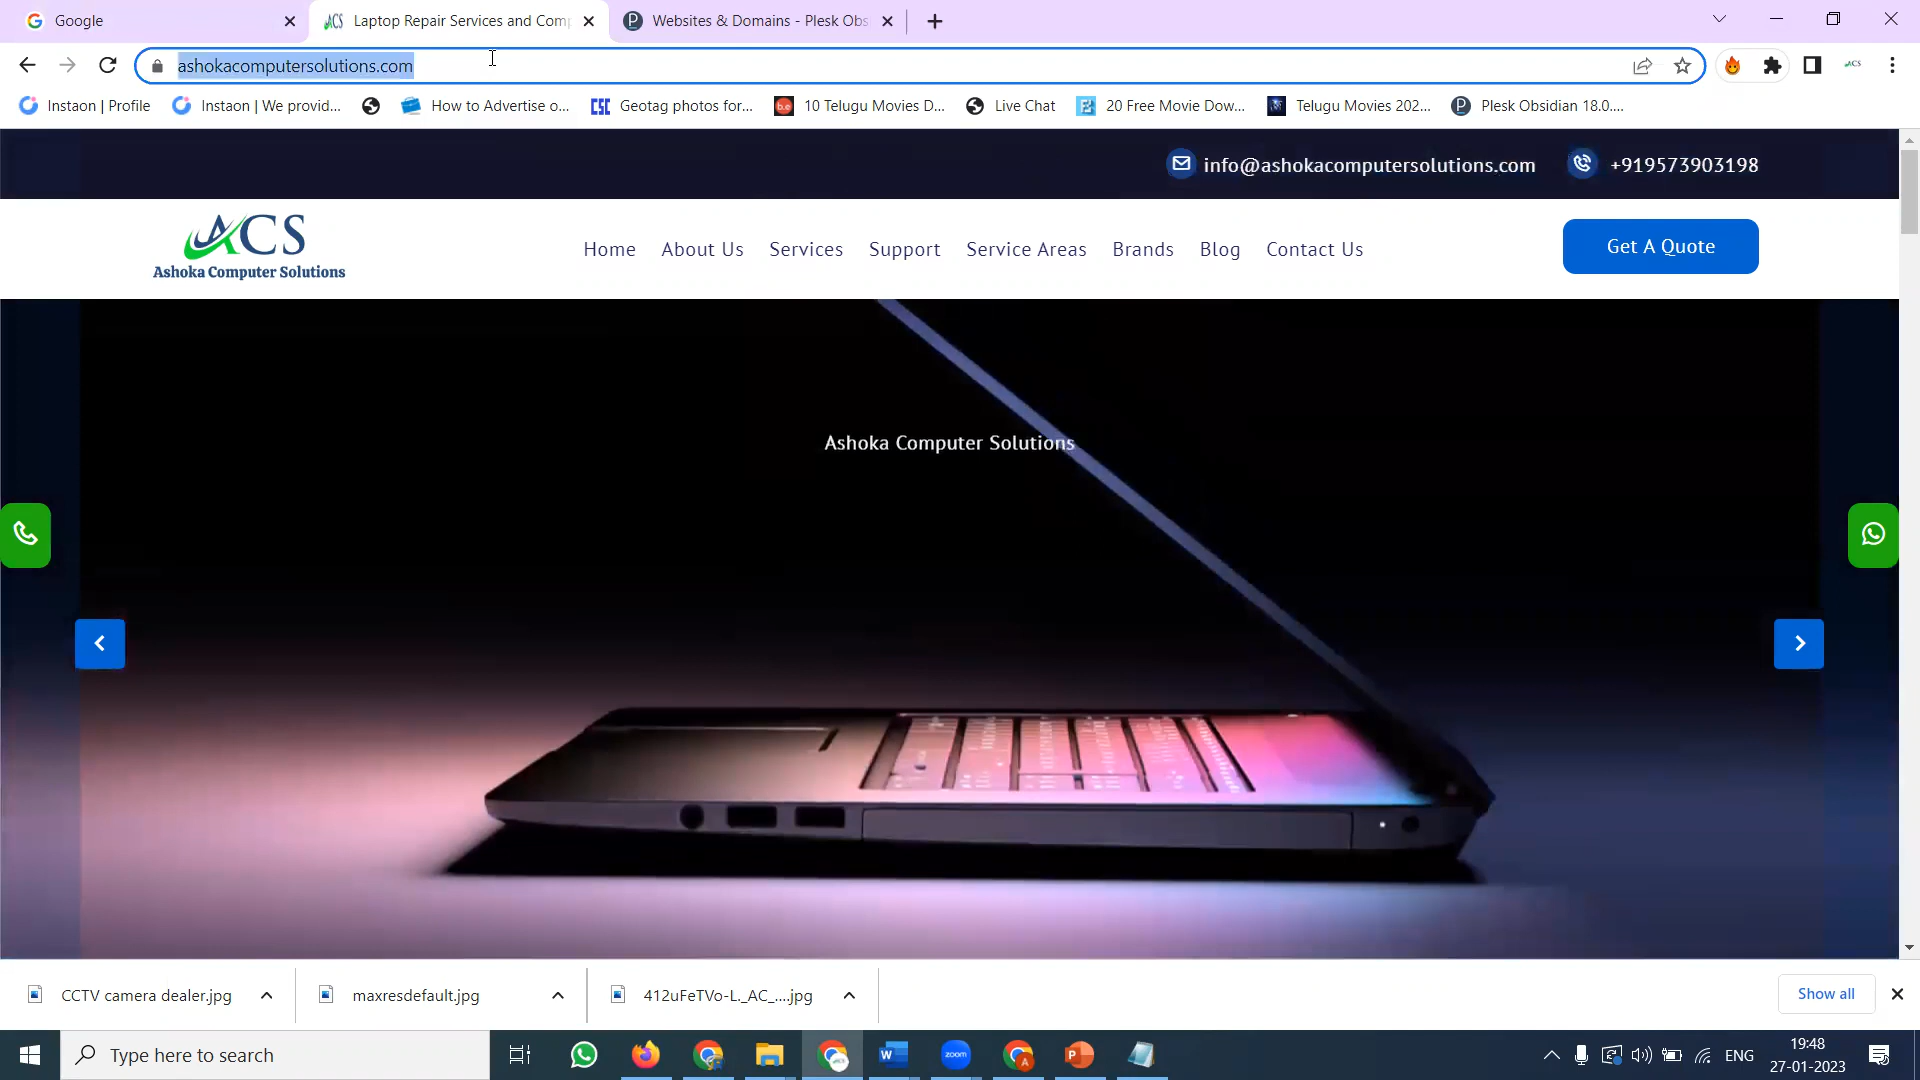 Google
Laptop Repair Services and Comp
Websites & Domains - Plesk Obs
ashokacomputersolutions.com
Instaon | Profile
Instaon | We provid...
How to Advertise o...
Geotag photos for...
10 Telugu Movies D...
Live Chat
20 Free Movie Dow...
Telugu Movies 202...
Plesk Obsidian 18.0....
info@ashokacomputersolutions.com
+919573903198
ACS
Ashoka Computer Solutions
Home
About Us
Services
Support
Service Areas
Brands
Blog
Contact Us
Get A Quote
Ashoka Computer Solutions
CCTV camera dealer.jpg
maxresdefault.jpg
412uFeTVo-L._AC_....jpg
Show all
Type here to search
zoom
ENG
19:48
27-01-2023